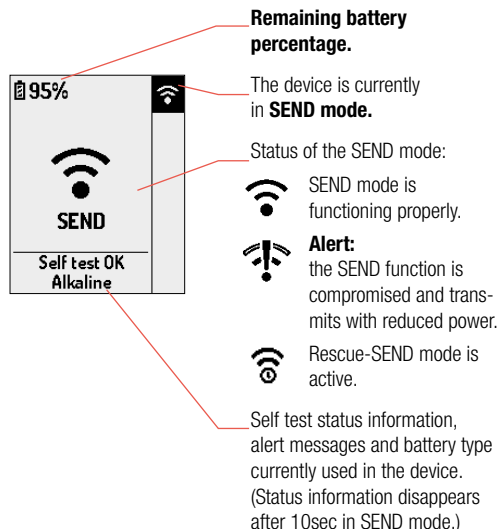 Remaining battery
percentage.
95%
The device is currently
in SEND mode.
Status of the SEND mode:
SEND mode is
functioning properly.
SEND
Alert:
the SEND function is
compromised and trans-
mits with reduced power.
Self test OK
Alkaline
Rescue-SEND mode is
active.
Self test status information,
alert messages and battery type
currently used in the device.
(Status information disappears
after 10sec in SEND mode.)